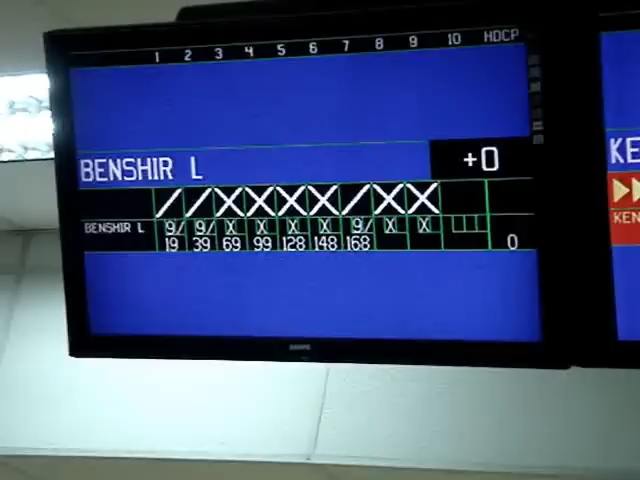 1 2 3 4 5 6 7 8 9 10 HDCP
BENSHIR L +0
KE
BENSHIR L 9/ 9/ X X X X 9/ X X
KEN
19 39 69 99 128 148 168 0